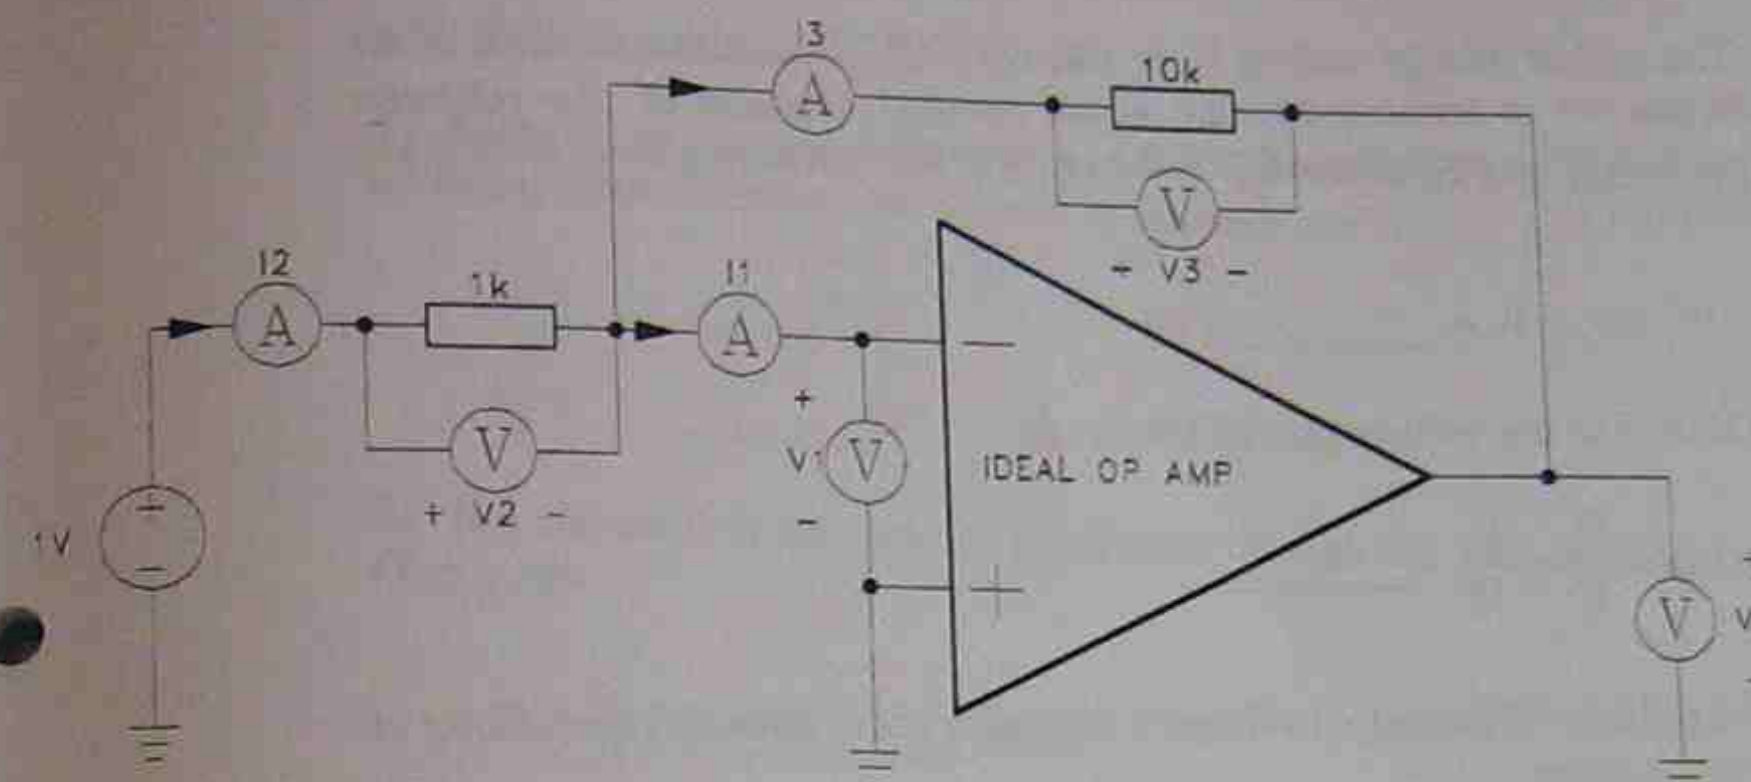 I3
A
10k
V
+ V3 -
I2
A
1k
I1
A
V
+ V2 -
+
V1
-
V
-
IDEAL OP AMP
+
1V
+
-
V